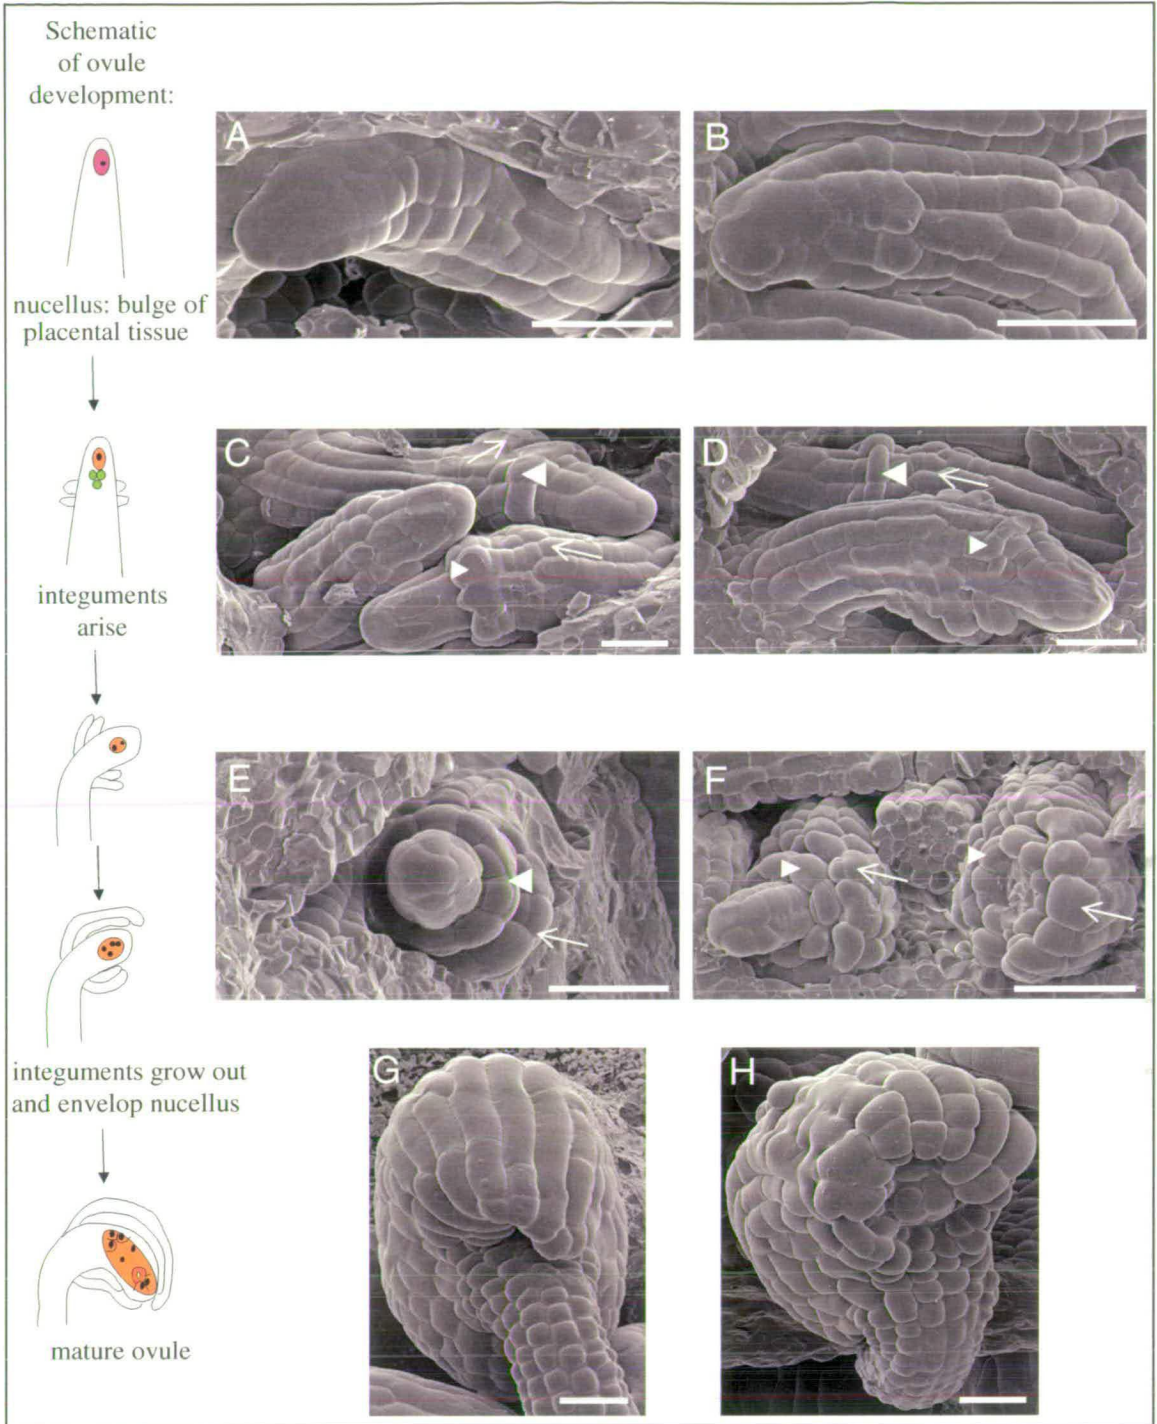 Schematic
of ovule
development:
A
B
nucellus: bulge of
placental tissue
C
D
integuments
arise
E
F
integuments grow out
and envelop nucellus
G
H
mature ovule